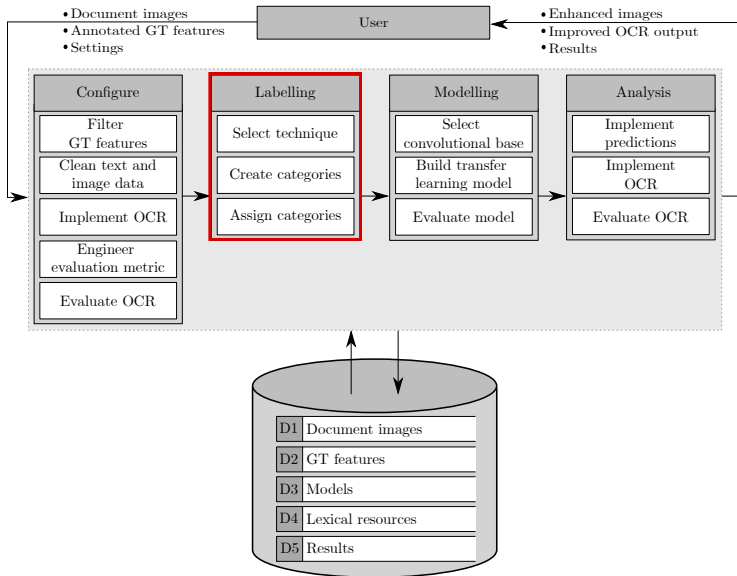 • Document images
• Annotated GT features
• Settings
User
• Enhanced images
• Improved OCR output
• Results
Configure
Filter
GT features
Clean text and
image data
Implement OCR
Engineer
evaluation metric
Evaluate OCR
Labelling
Select technique
Create categories
Assign categories
Modelling
Select
convolutional base
Build transfer
learning model
Evaluate model
Analysis
Implement
predictions
Implement
OCR
Evaluate OCR
D1 Document images
D2 GT features
D3 Models
D4 Lexical resources
D5 Results